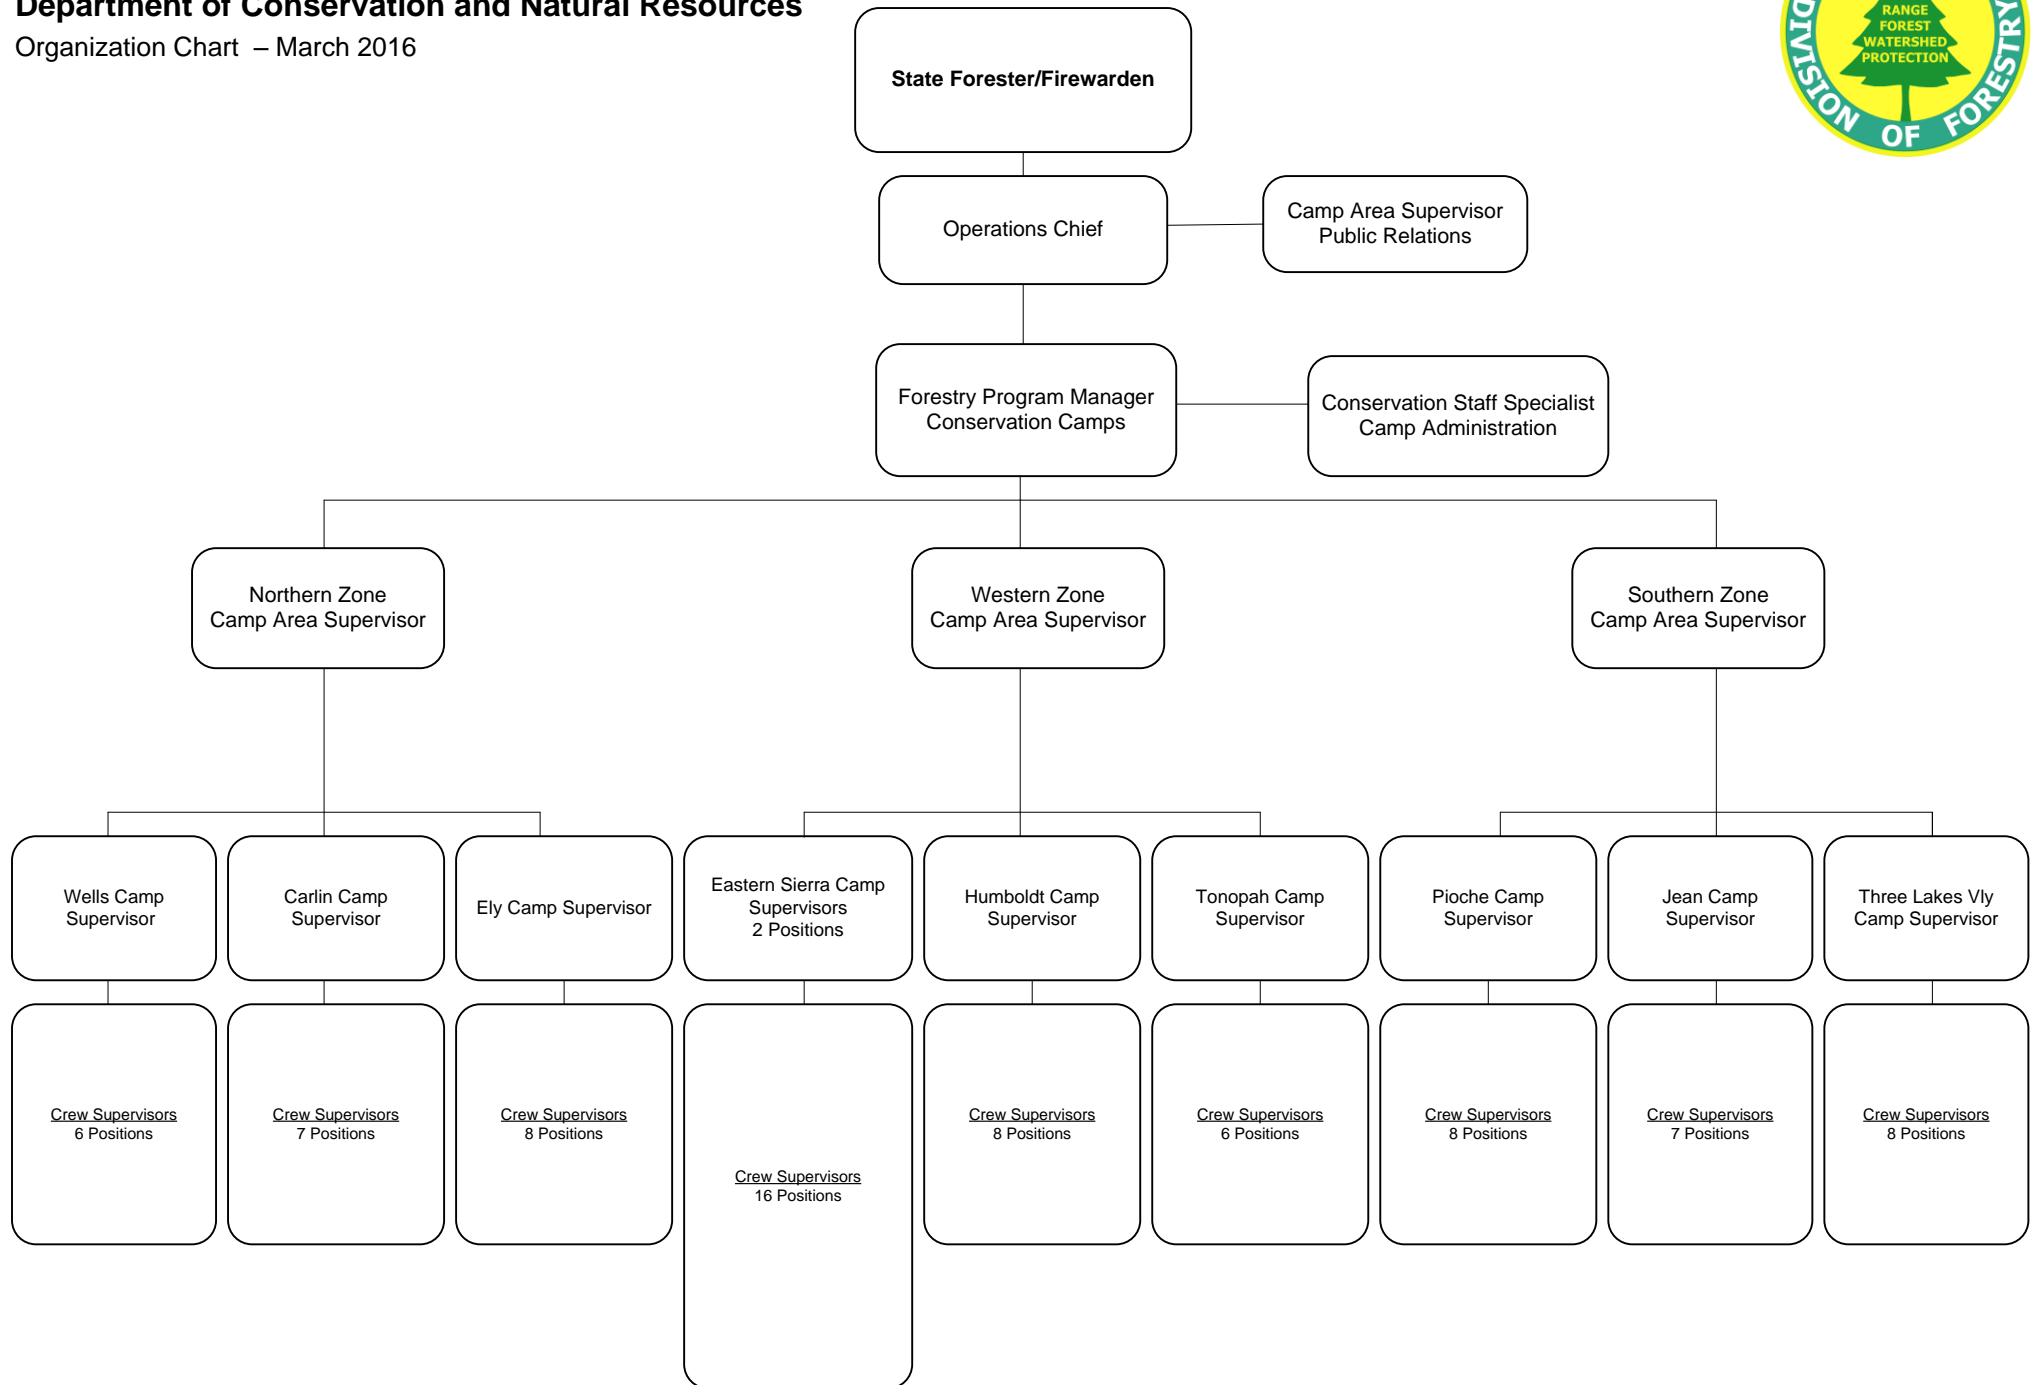 Department of Conservation and Natural Resources
Organization Chart – March 2016
RANGE
FOREST
WATERSHED
PROTECTION
DIVISION OF FORESTRY
State Forester/Firewarden
Operations Chief
Camp Area Supervisor
Public Relations
Forestry Program Manager
Conservation Camps
Conservation Staff Specialist
Camp Administration
Northern Zone
Camp Area Supervisor
Western Zone
Camp Area Supervisor
Southern Zone
Camp Area Supervisor
Wells Camp
Supervisor
Carlin Camp
Supervisor
Ely Camp Supervisor
Eastern Sierra Camp
Supervisors
2 Positions
Humboldt Camp
Supervisor
Tonopah Camp
Supervisor
Pioche Camp
Supervisor
Jean Camp
Supervisor
Three Lakes Vly
Camp Supervisor
Crew Supervisors
6 Positions
Crew Supervisors
7 Positions
Crew Supervisors
8 Positions
Crew Supervisors
16 Positions
Crew Supervisors
8 Positions
Crew Supervisors
6 Positions
Crew Supervisors
8 Positions
Crew Supervisors
7 Positions
Crew Supervisors
8 Positions